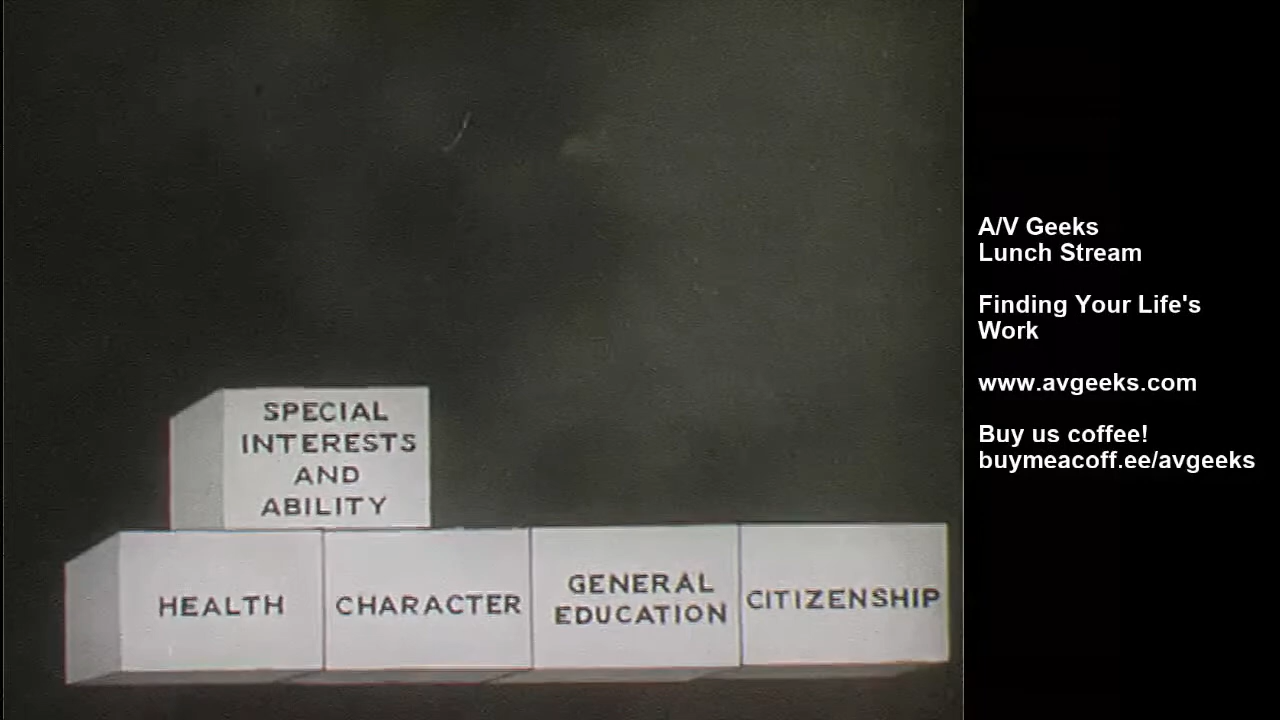 SPECIAL
INTERESTS
AND
ABILITY
HEALTH
CHARACTER
GENERAL
EDUCATION
CITIZENSHIP
A/V Geeks
Lunch Stream
Finding Your Life's
Work
www.avgeeks.com
Buy us coffee!
buymeacoff.ee/avgeeks